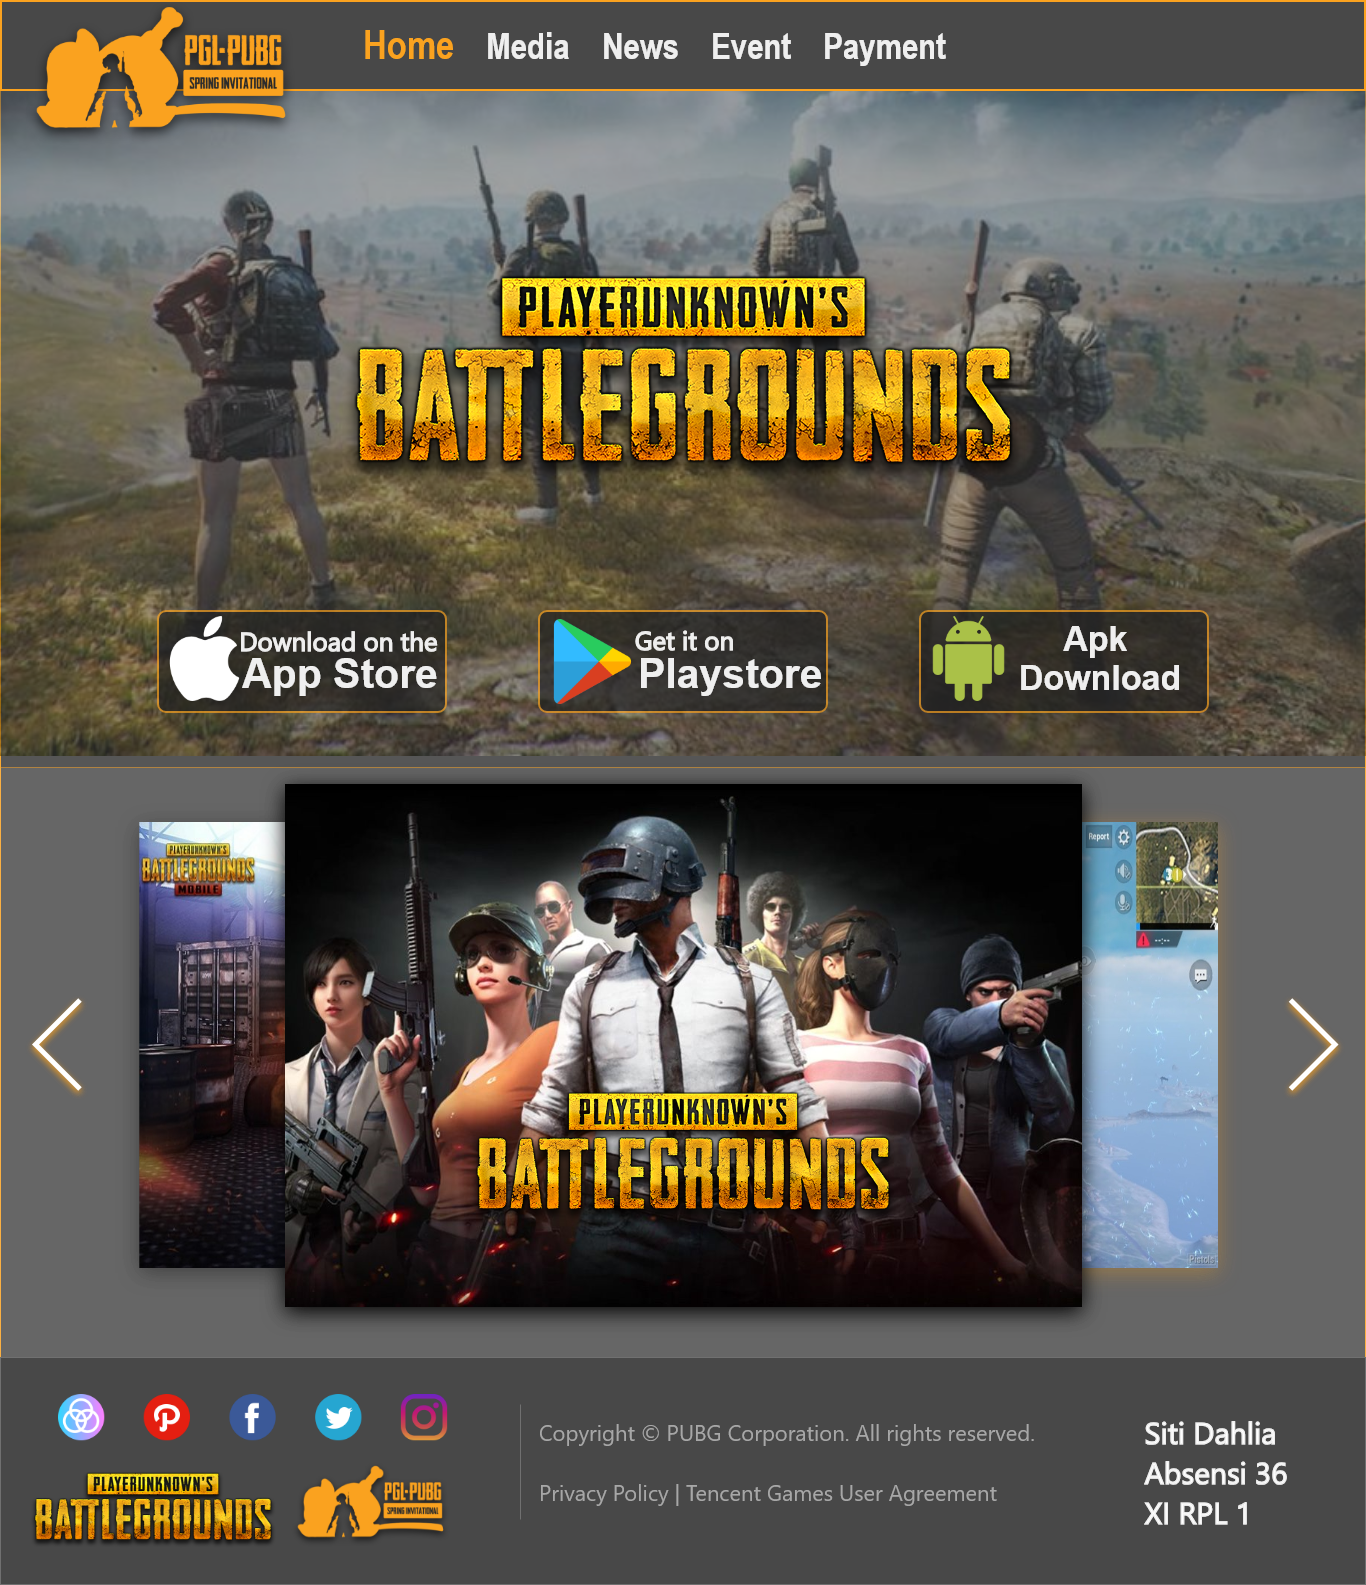 PGL·PUBG
SPRING INVITATIONAL
Home Media News Event Payment
PLAYERUNKNOWN'S
BATTLEGROUNDS
Download on the
App Store
Get it on
Playstore
Apk
Download
PLAYERUNKNOWN'S
BATTLEGROUNDS
MOBILE
Report
--:--
PLAYERUNKNOWN'S
BATTLEGROUNDS
Pistols
Copyright © PUBG Corporation. All rights reserved.
Privacy Policy | Tencent Games User Agreement
PLAYERUNKNOWN'S
BATTLEGROUNDS
PGL·PUBG
SPRING INVITATIONAL
Siti Dahlia
Absensi 36
XI RPL 1